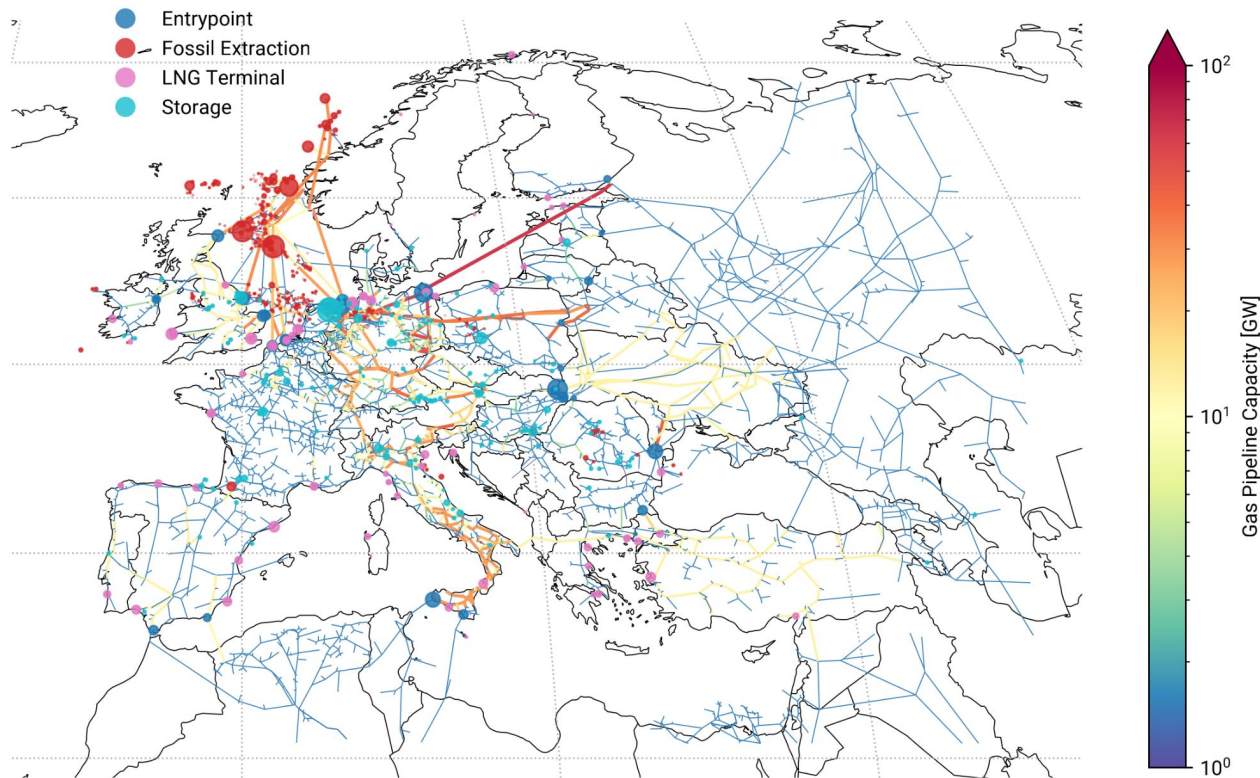 Entrypoint
Fossil Extraction
LNG Terminal
Storage
10²
10¹
10⁰
Gas Pipeline Capacity [GW]